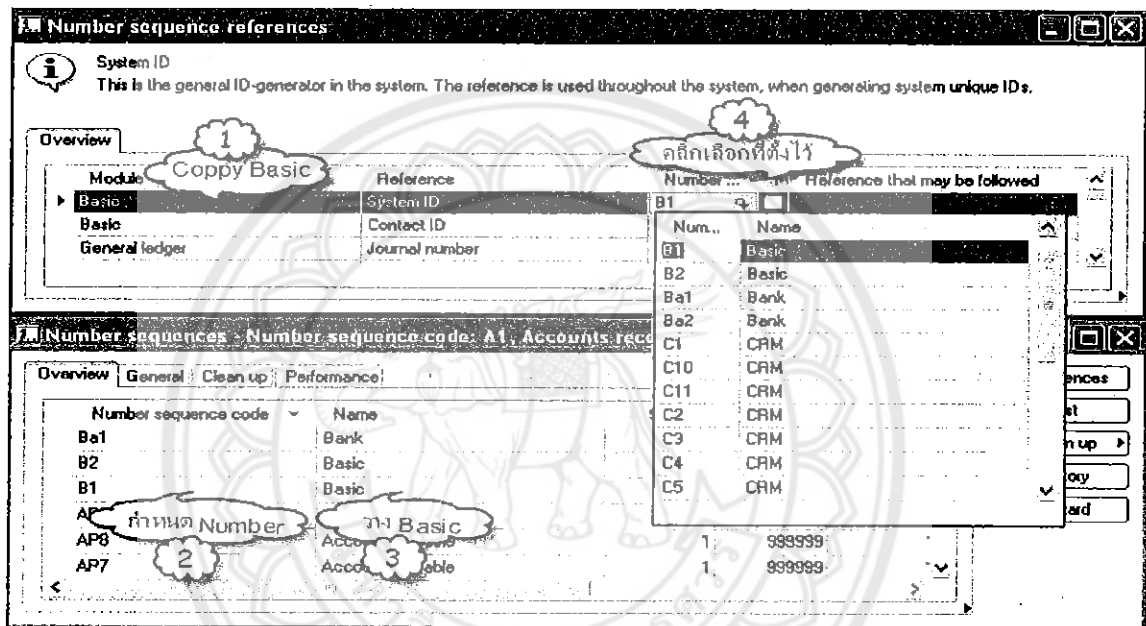 Number sequence references
System ID
This is the general ID-generator in the system. The reference is used throughout the system, when generating system unique IDs.
Overview
1
Coppy Basic
4
คลิกเลือกที่ตั้งไว้
Module Reference Number ... Reference that may be followed
Basic System ID B1
Basic Contact ID
General ledger Journal number
Num... Name
B1 Basic
B2 Basic
Ba1 Bank
Ba2 Bank
C1 CRM
C10 CRM
C11 CRM
C2 CRM
C3 CRM
C4 CRM
C5 CRM
Number sequences - Number sequence code: A1, Accounts rece
Overview General Clean up Performance
Number sequence code Name
Ba1 Bank
B2 Basic
B1 Basic
กำหนด Number
2
วาง Basic
3
AP8 1 999999
AP7 1 999999
ences
st
n up
ory
ard